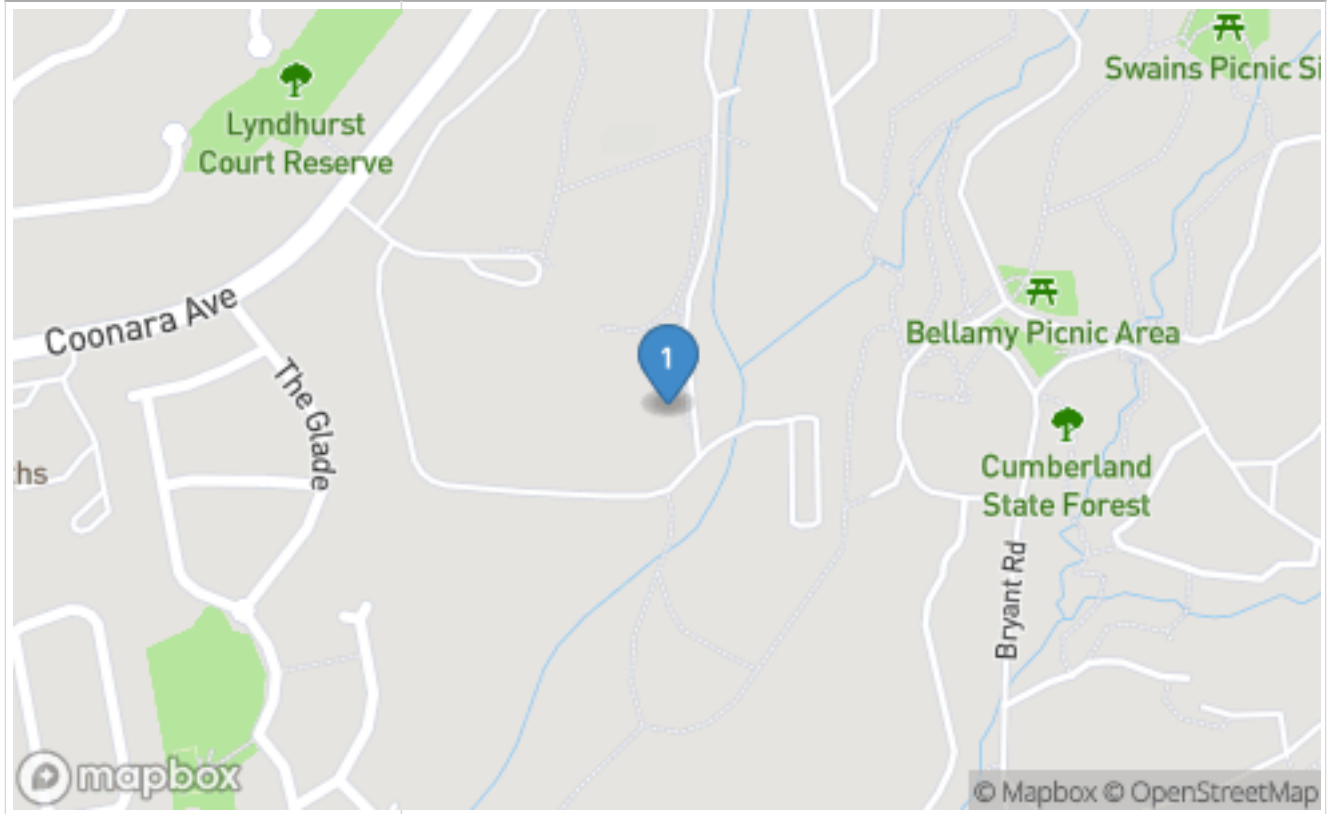 Swains Picnic Si
Lyndhurst
Court Reserve
Coonara Ave
Bellamy Picnic Area
1
The Glade
ths
Cumberland
State Forest
Bryant Rd
mapbox
© Mapbox © OpenStreetMap